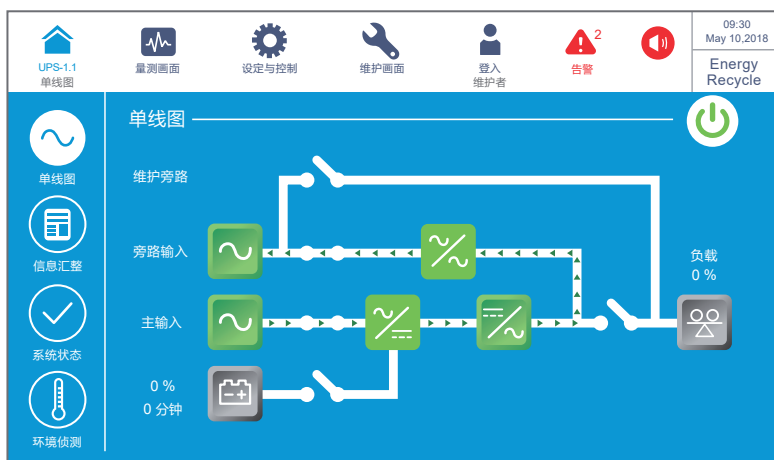 UPS-1.1
单线图
量测画面
设定与控制
维护画面
登入
维护者
2
告警
09:30
May 10,2018
Energy
Recycle
单线图
单线图
信息汇整
系统状态
环境侦测
维护旁路
旁路输入
负载
0 %
主输入
0 %
0 分钟